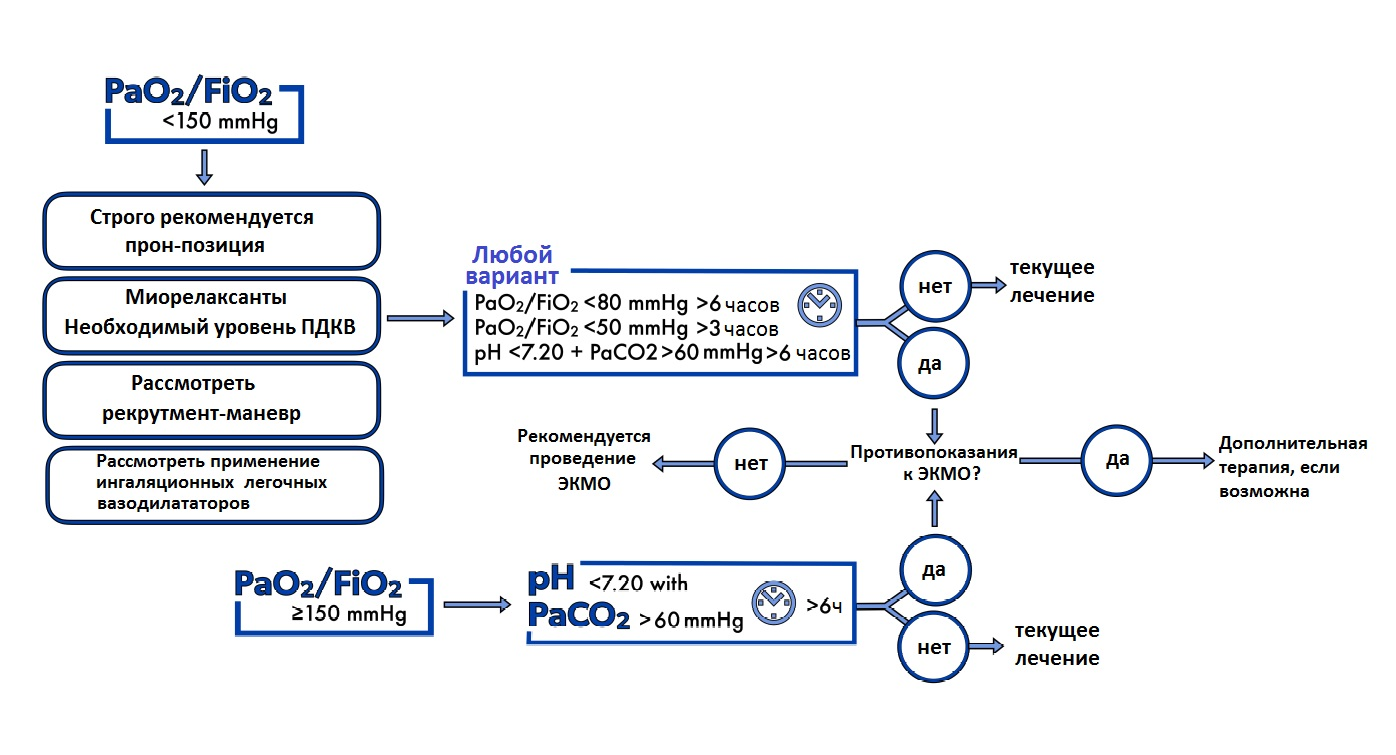 PaO2/FiO2
<150 mmHg
Строго рекомендуется
прон-позиция
Миорелаксанты
Необходимый уровень ПДКВ
Рассмотреть
рекрутмент-маневр
Рассмотреть применение
ингаляционных легочных
вазодилататоров
Любой
вариант
PaO2/FiO2 <80 mmHg >6 часов
PaO2/FiO2 <50 mmHg >3 часов
pH <7.20 + PaCO2 >60 mmHg >6 часов
нет
текущее
лечение
да
Противопоказания
к ЭКМО?
нет
Рекомендуется
проведение
ЭКМО
да
Дополнительная
терапия, если
возможна
PaO2/FiO2
≥150 mmHg
pH <7.20 with
PaCO2 >60 mmHg
>6ч
да
нет
текущее
лечение